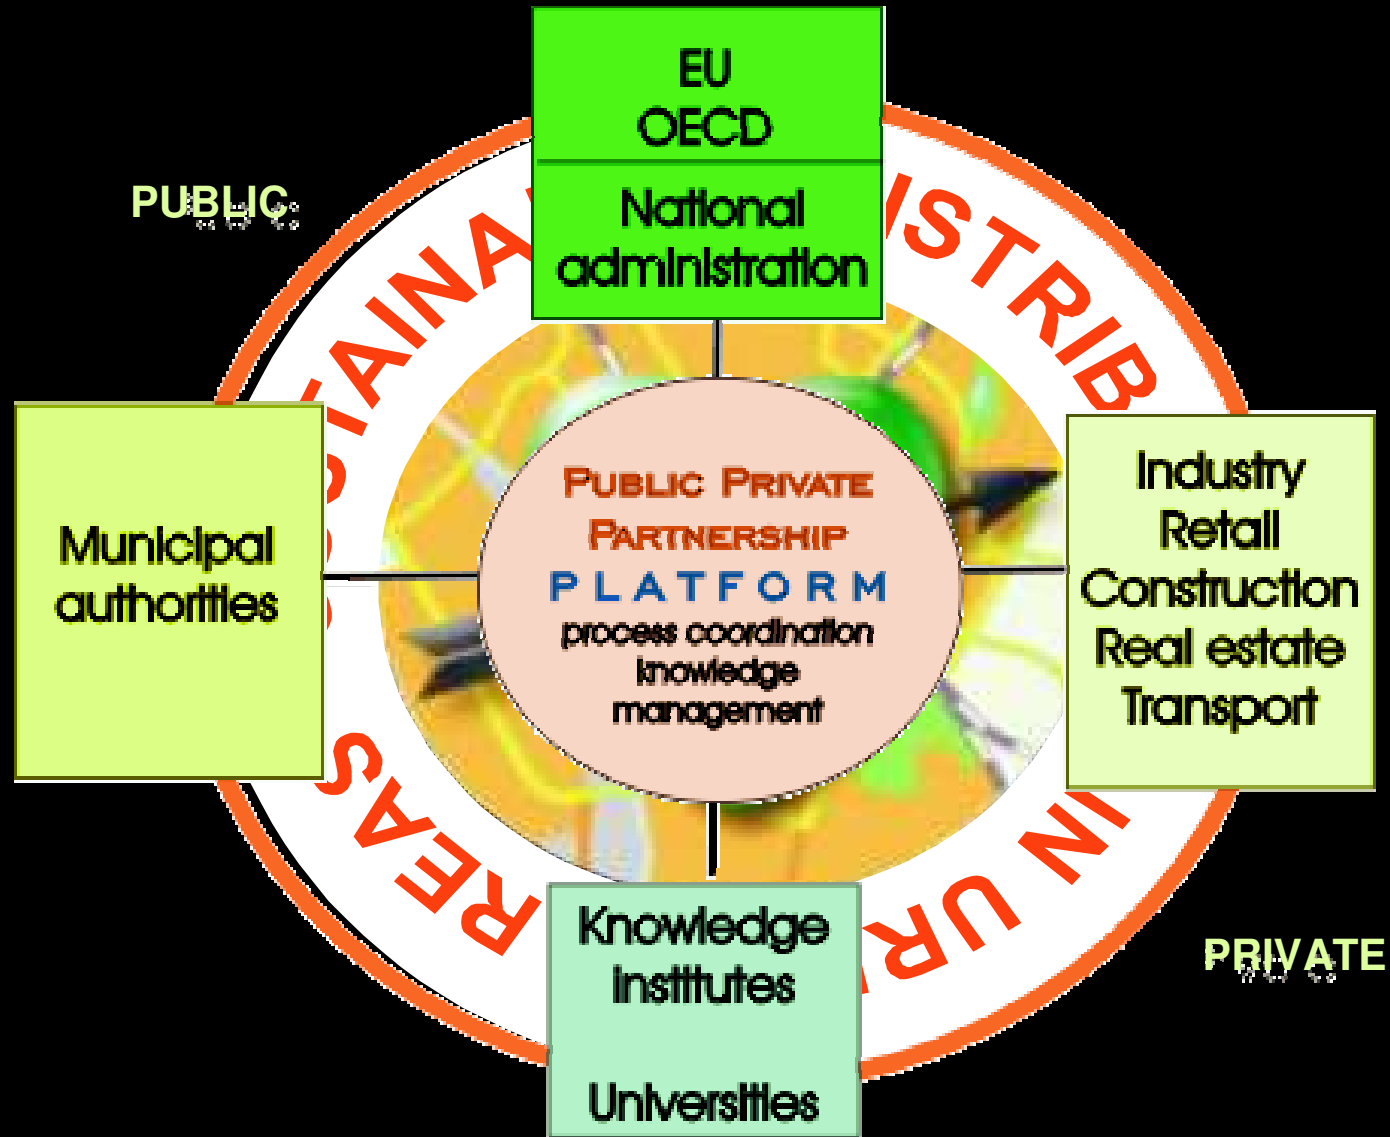 EU
OECD
National
administration
PUBLIC
Municipal
authorities
PUBLIC PRIVATE
PARTNERSHIP
PLATFORM
process coordination
knowledge
management
Industry
Retail
Construction
Real estate
Transport
Knowledge
institutes
Universities
PRIVATE
IN